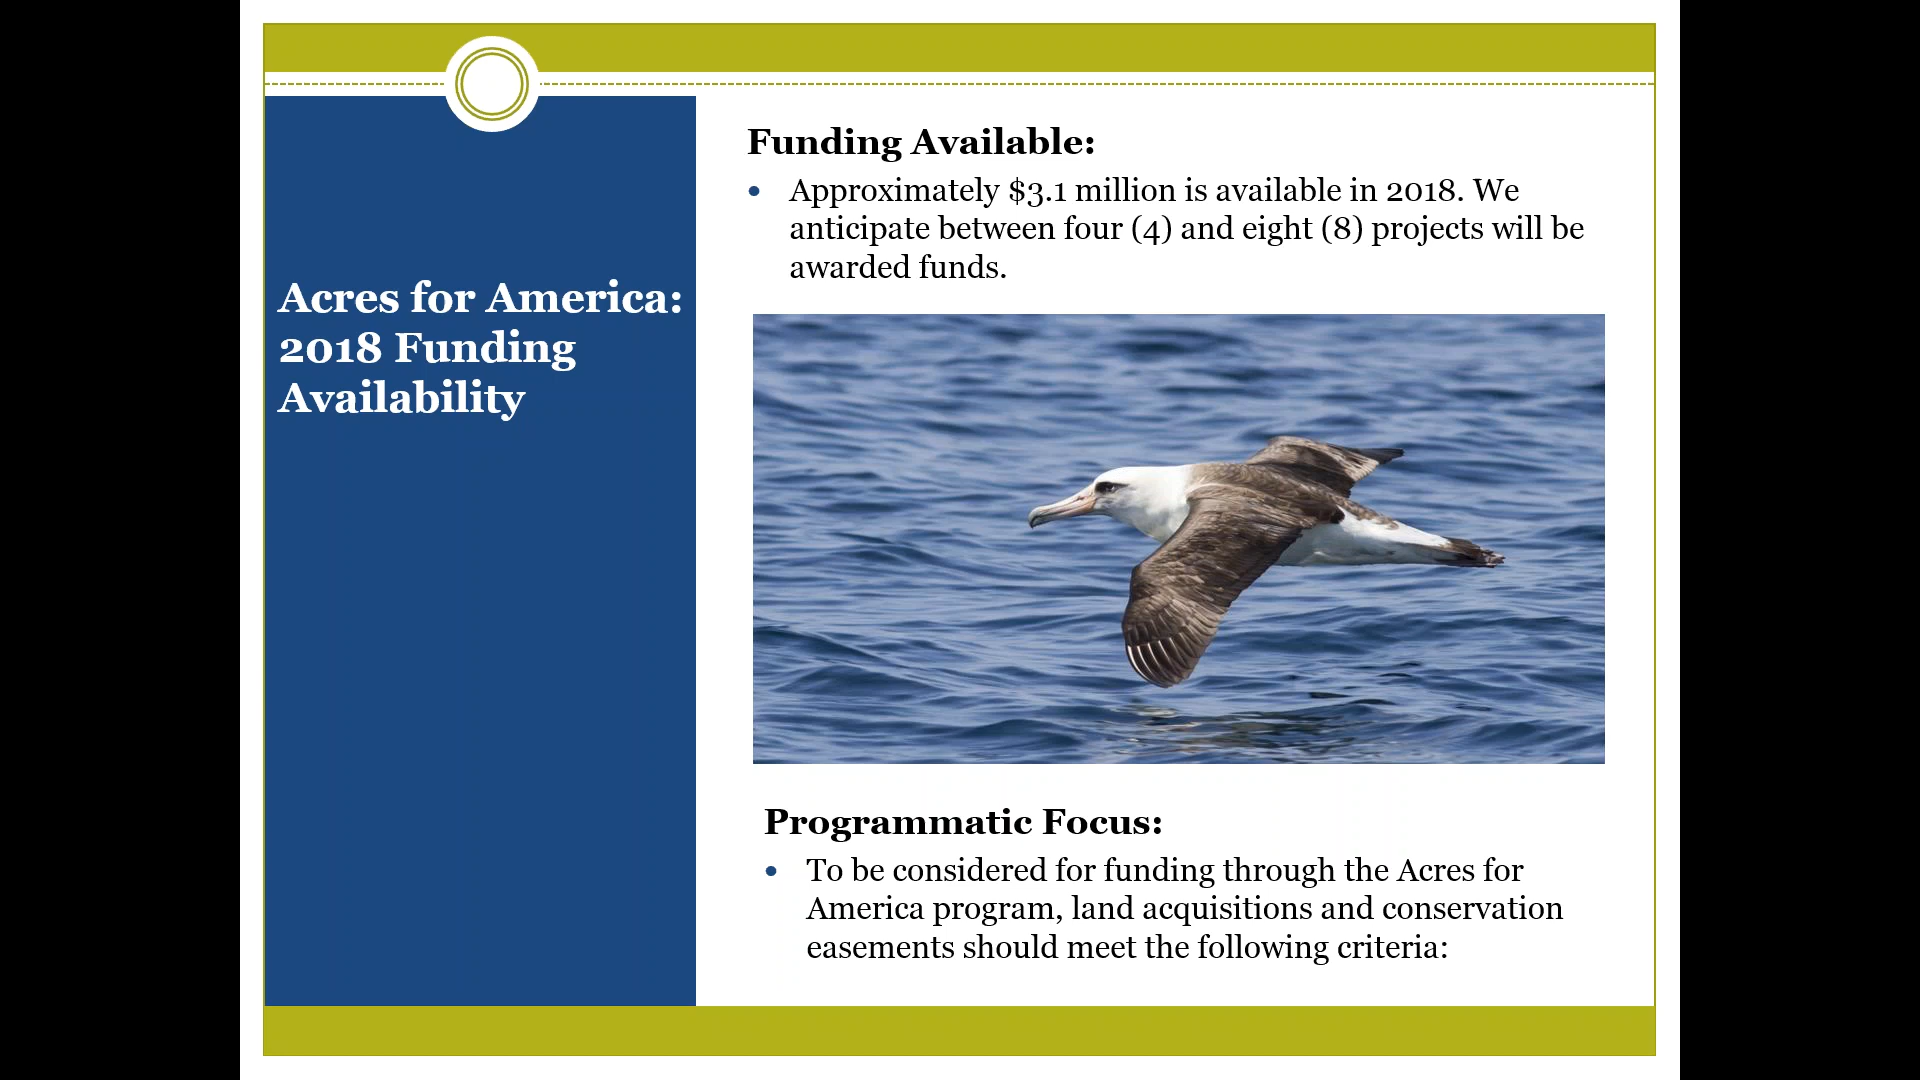 Acres for America:
2018 Funding
Availability
Funding Available:
• Approximately $3.1 million is available in 2018. We
anticipate between four (4) and eight (8) projects will be
awarded funds.
Programmatic Focus:
• To be considered for funding through the Acres for
America program, land acquisitions and conservation
easements should meet the following criteria: